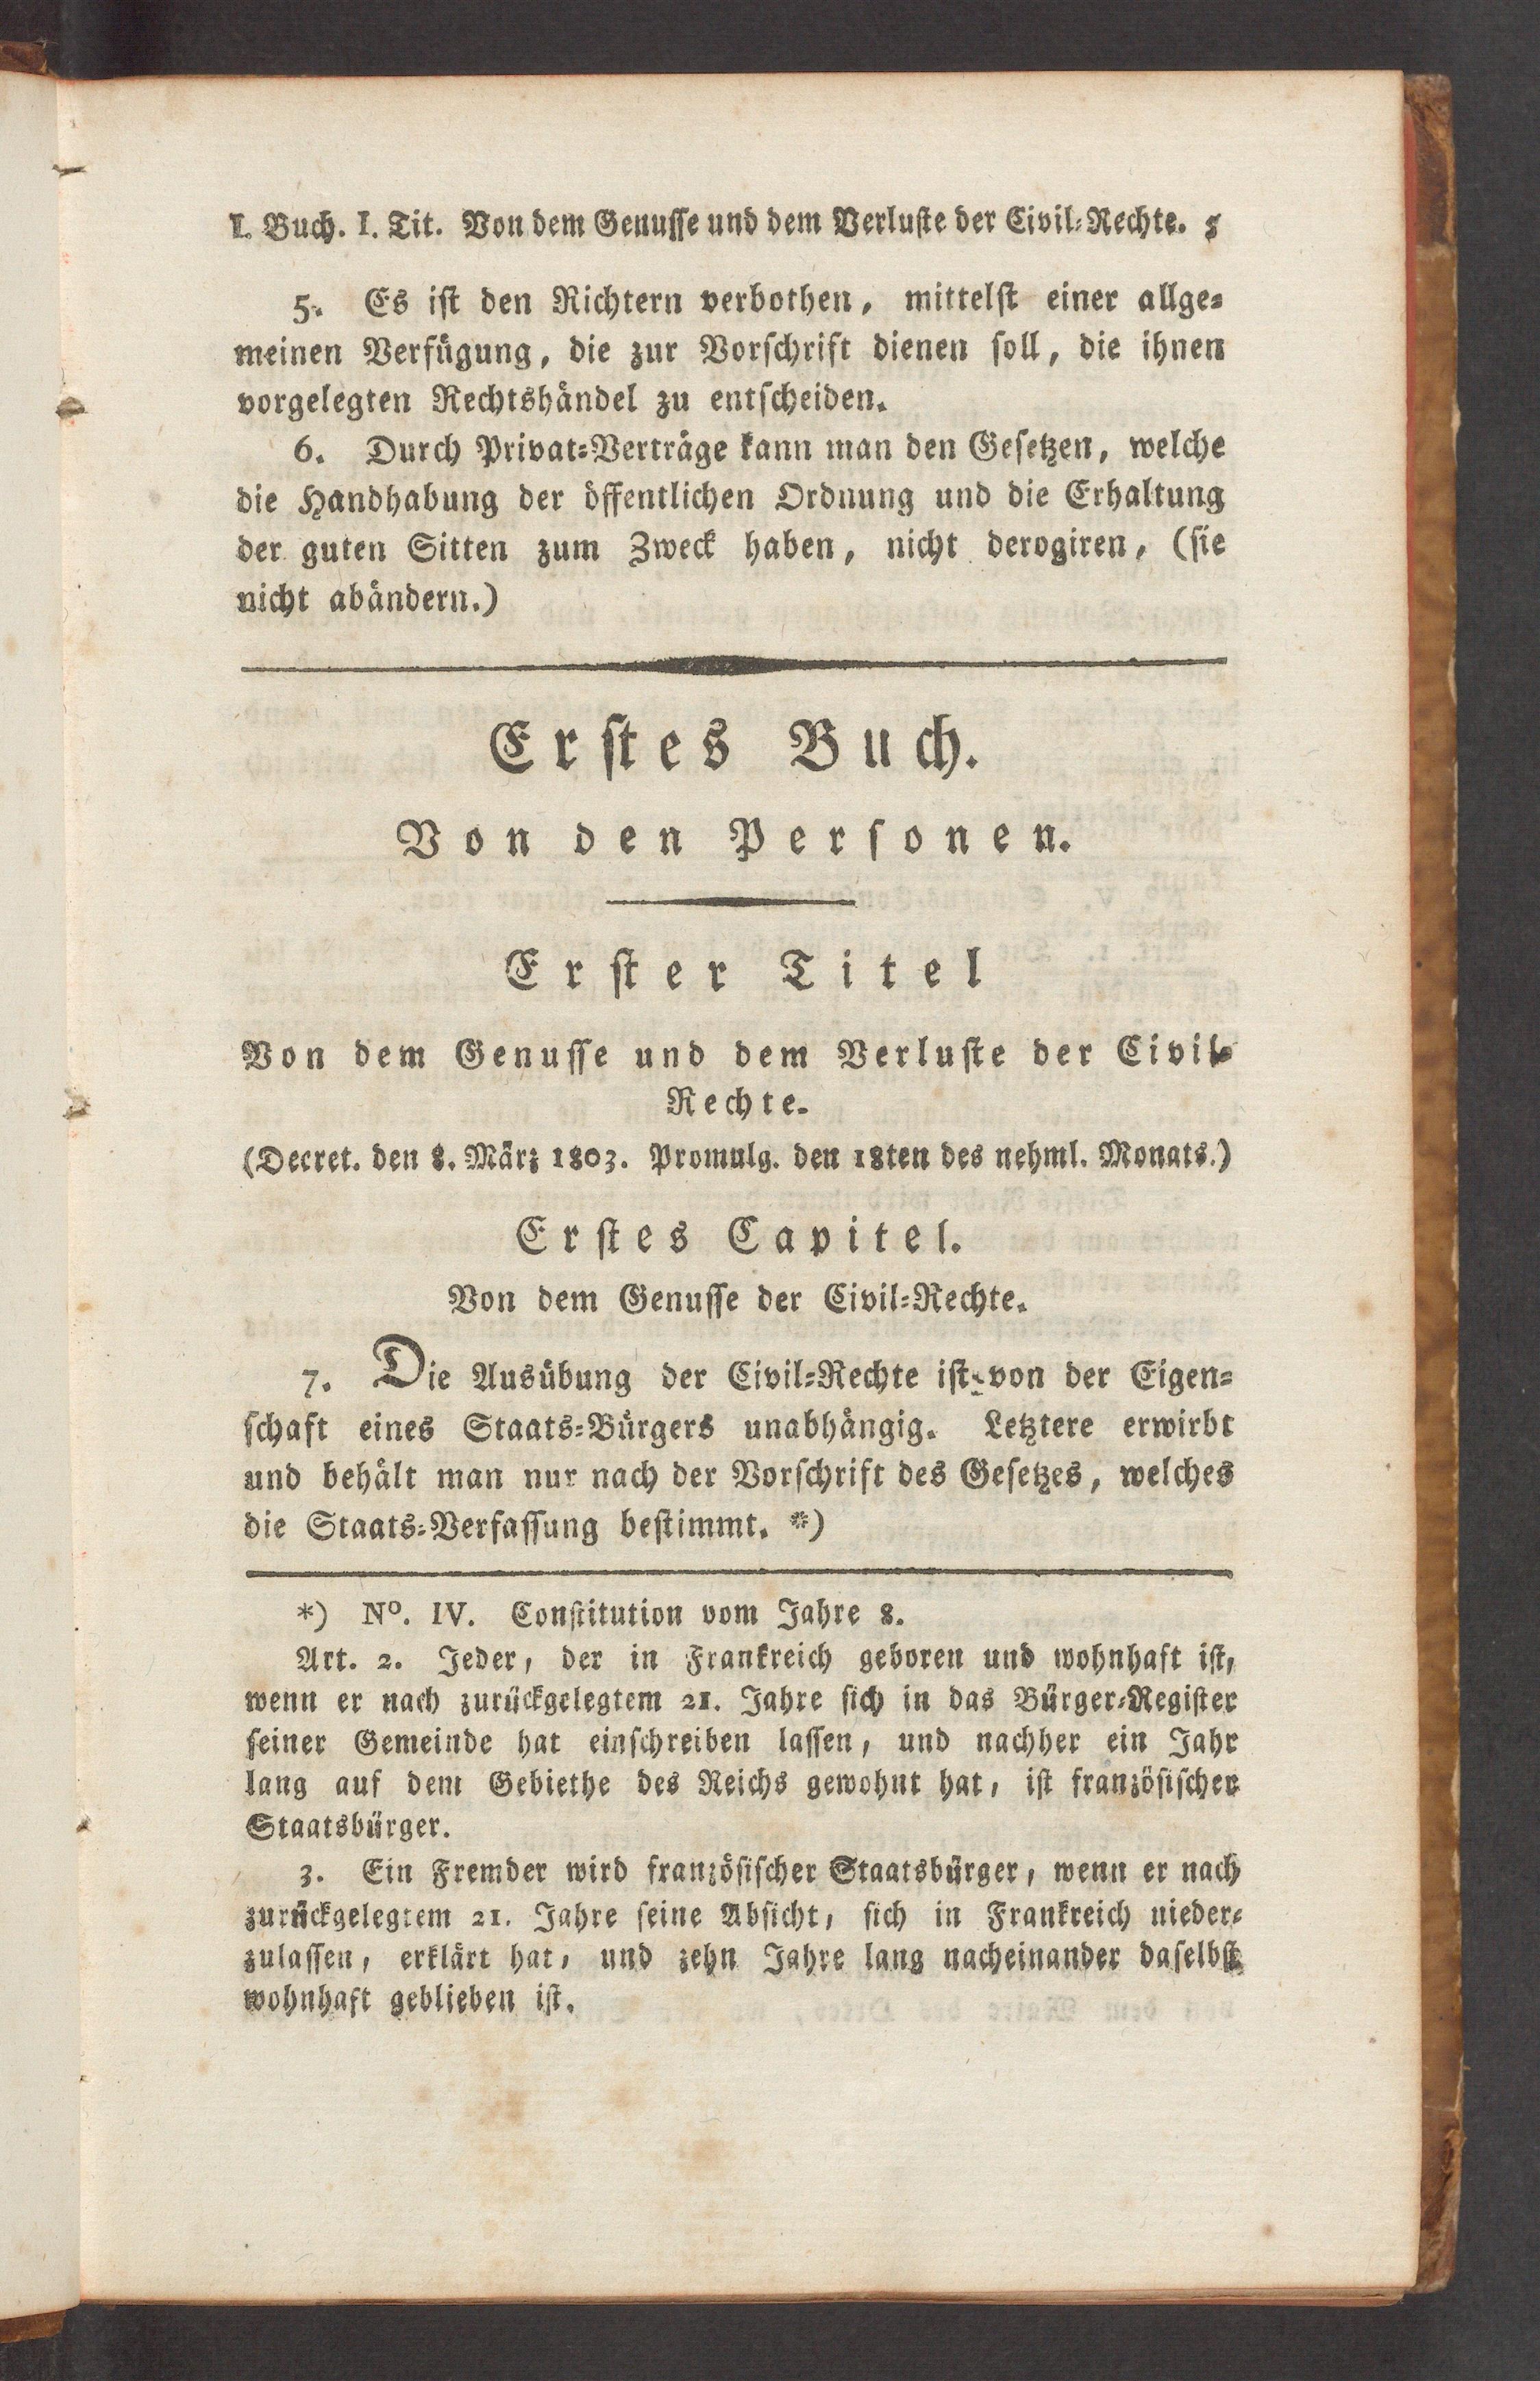 I. Buch. I. Tit. Von dem Genusse und dem Verluste der Civil-Rechte. 5
5. Es ist den Richtern verbothen, mittelst einer allge-
meinen Verfügung, die zur Vorschrift dienen soll, die ihnen
vorgelegten Rechtshändel zu entscheiden.
6. Durch Privat-Verträge kann man den Gesetzen, welche
die Handhabung der öffentlichen Ordnung und die Erhaltung
der guten Sitten zum Zweck haben, nicht derogiren, (sie
nicht abändern.)
Erstes Buch.
Von den Personen.
Erster Titel
Von dem Genusse und dem Verluste der Civil-
Rechte.
(Decret. den 8. März 1803. Promulg. den 18ten des nehml. Monats.)
Erstes Capitel.
Von dem Genusse der Civil-Rechte.
7. Die Ausübung der Civil-Rechte ist von der Eigen-
schaft eines Staats-Bürgers unabhängig. Letztere erwirbt
und behält man nur nach der Vorschrift des Gesetzes, welches
die Staats-Verfassung bestimmt. *)
*) No. IV. Constitution vom Jahre 8.
Art. 2. Jeder, der in Frankreich geboren und wohnhaft ist,
wenn er nach zurückgelegtem 21. Jahre sich in das Bürger-Register
seiner Gemeinde hat einschreiben lassen, und nachher ein Jahr
lang auf dem Gebiethe des Reichs gewohnt hat, ist französischer
Staatsbürger.
3. Ein Fremder wird französischer Staatsbürger, wenn er nach
zurückgelegtem 21. Jahre seine Absicht, sich in Frankreich nieder-
zulassen, erklärt hat, und zehn Jahre lang nacheinander daselbst
wohnhaft geblieben ist.